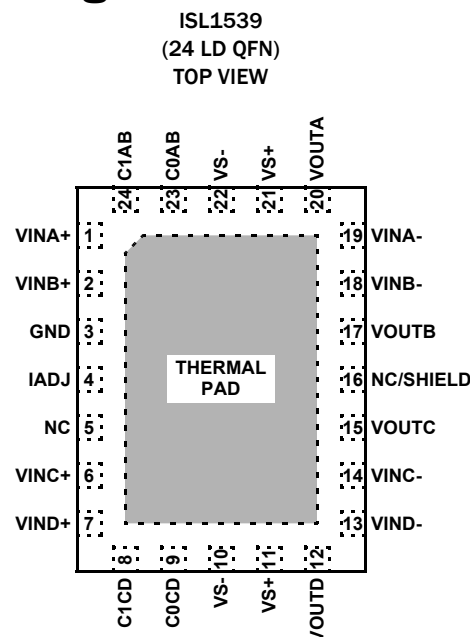 ISL1539
(24 LD QFN)
TOP VIEW
24 C1AB
23 C0AB
22 VS-
21 VS+
20 VOUTA
VINA+ 1
VINB+ 2
GND 3
IADJ 4
NC 5
VINC+ 6
VIND+ 7
19 VINA-
18 VINB-
17 VOUTB
16 NC/SHIELD
15 VOUTC
14 VINC-
13 VIND-
THERMAL
PAD
C1CD 8
C0CD 9
VS- 10
VS+ 11
VOUTD 12